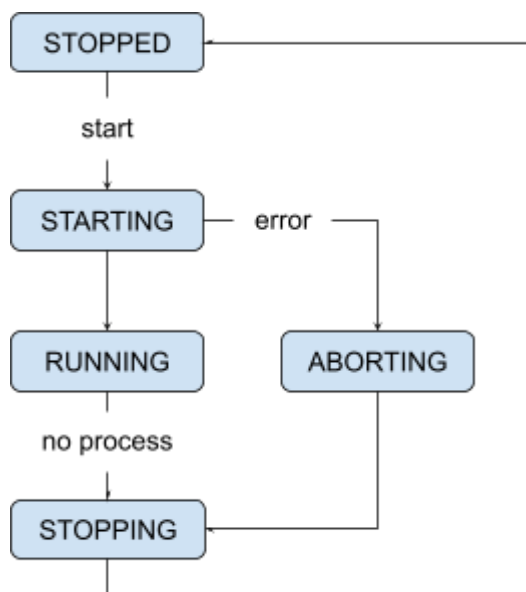 STOPPED
start
STARTING
error
RUNNING
ABORTING
no process
STOPPING